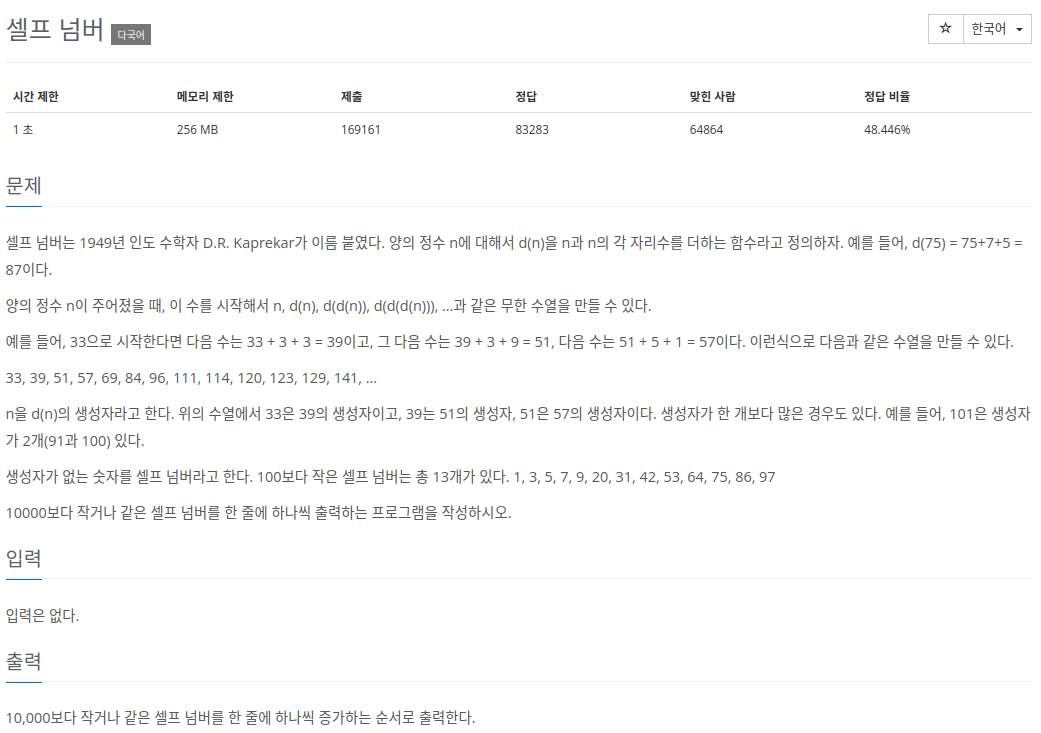 셀프 넘버 다국어
☆ 한국어
시간 제한 메모리 제한 제출 정답 맞힌 사람 정답 비율
1 초 256 MB 169161 83283 64864 48.446%
문제
셀프 넘버는 1949년 인도 수학자 D.R. Kaprekar가 이름 붙였다. 양의 정수 n에 대해서 d(n)을 n과 n의 각 자리수를 더하는 함수라고 정의하자. 예를 들어, d(75) = 75+7+5 =
87이다.
양의 정수 n이 주어졌을 때, 이 수를 시작해서 n, d(n), d(d(n)), d(d(d(n))), ...과 같은 무한 수열을 만들 수 있다.
예를 들어, 33으로 시작한다면 다음 수는 33 + 3 + 3 = 39이고, 그 다음 수는 39 + 3 + 9 = 51, 다음 수는 51 + 5 + 1 = 57이다. 이런식으로 다음과 같은 수열을 만들 수 있다.
33, 39, 51, 57, 69, 84, 96, 111, 114, 120, 123, 129, 141, ...
n을 d(n)의 생성자라고 한다. 위의 수열에서 33은 39의 생성자이고, 39는 51의 생성자, 51은 57의 생성자이다. 생성자가 한 개보다 많은 경우도 있다. 예를 들어, 101은 생성자
가 2개(91과 100) 있다.
생성자가 없는 숫자를 셀프 넘버라고 한다. 100보다 작은 셀프 넘버는 총 13개가 있다. 1, 3, 5, 7, 9, 20, 31, 42, 53, 64, 75, 86, 97
10000보다 작거나 같은 셀프 넘버를 한 줄에 하나씩 출력하는 프로그램을 작성하시오.
입력
입력은 없다.
출력
10,000보다 작거나 같은 셀프 넘버를 한 줄에 하나씩 증가하는 순서로 출력한다.